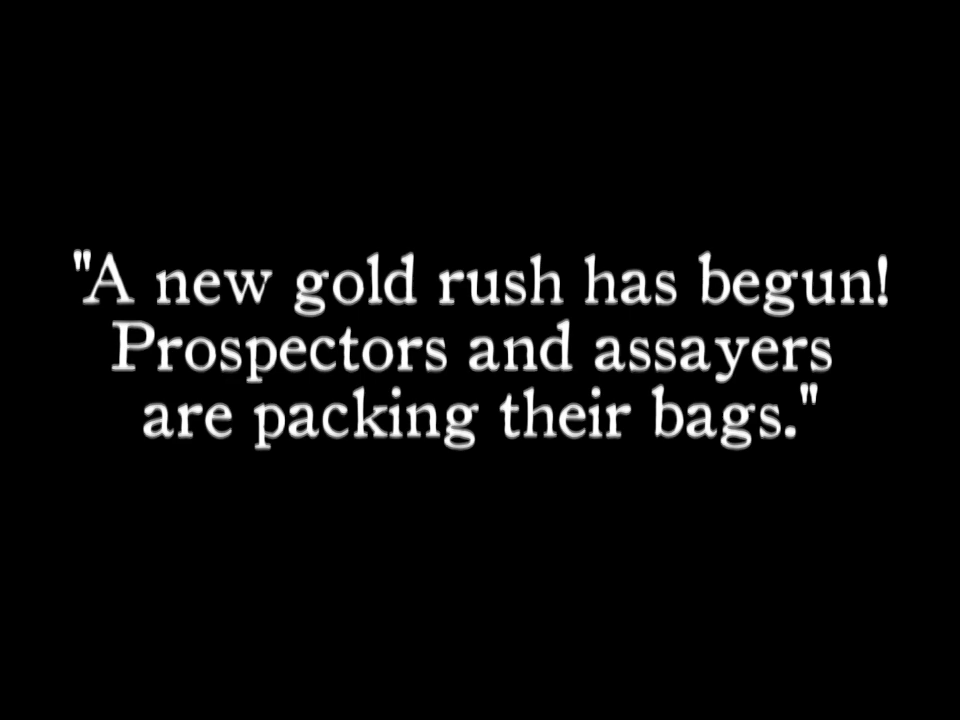 "A new gold rush has begun!
Prospectors and assayers
are packing their bags."